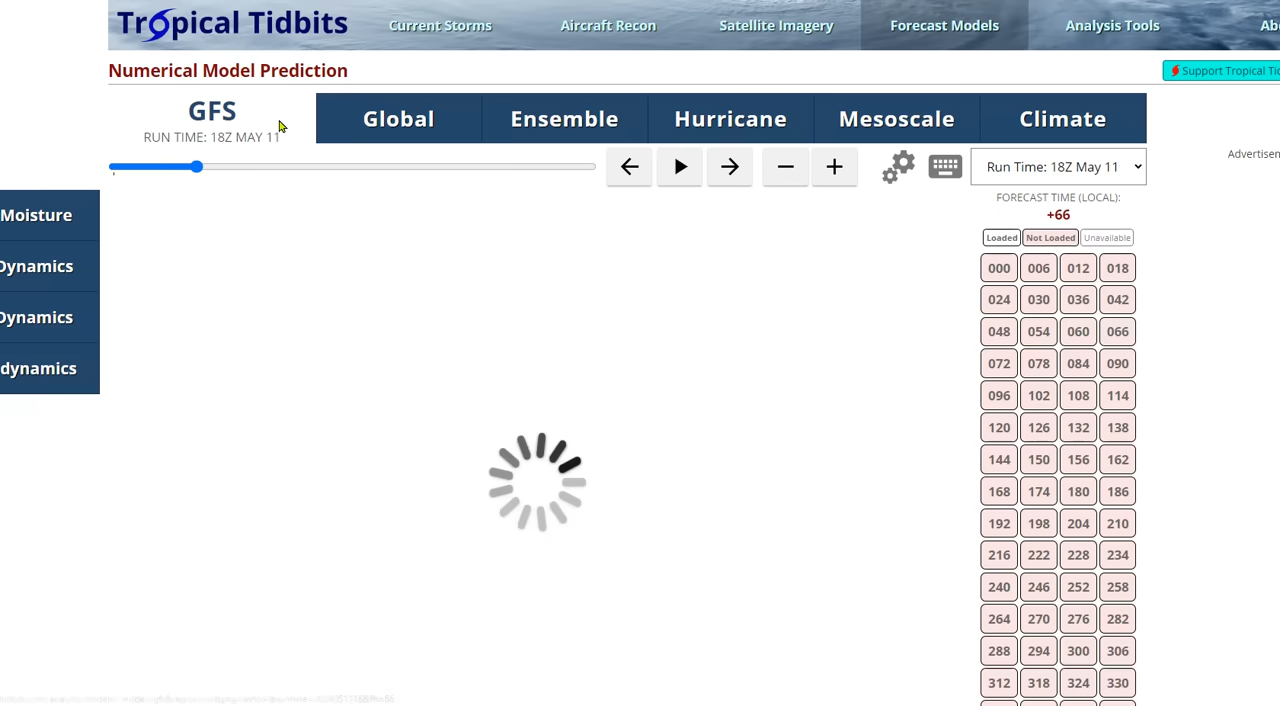 Tropical Tidbits
Current Storms Aircraft Recon Satellite Imagery Forecast Models Analysis Tools Ab
Numerical Model Prediction
Support Tropical Tid
GFS
RUN TIME: 18Z MAY 11
Global Ensemble Hurricane Mesoscale Climate
Run Time: 18Z May 11
Advertisem
FORECAST TIME (LOCAL):
+66
Loaded Not Loaded Unavailable
Moisture
Dynamics
Dynamics
dynamics
000 006 012 018
024 030 036 042
048 054 060 066
072 078 084 090
096 102 108 114
120 126 132 138
144 150 156 162
168 174 180 186
192 198 204 210
216 222 228 234
240 246 252 258
264 270 276 282
288 294 300 306
312 318 324 330